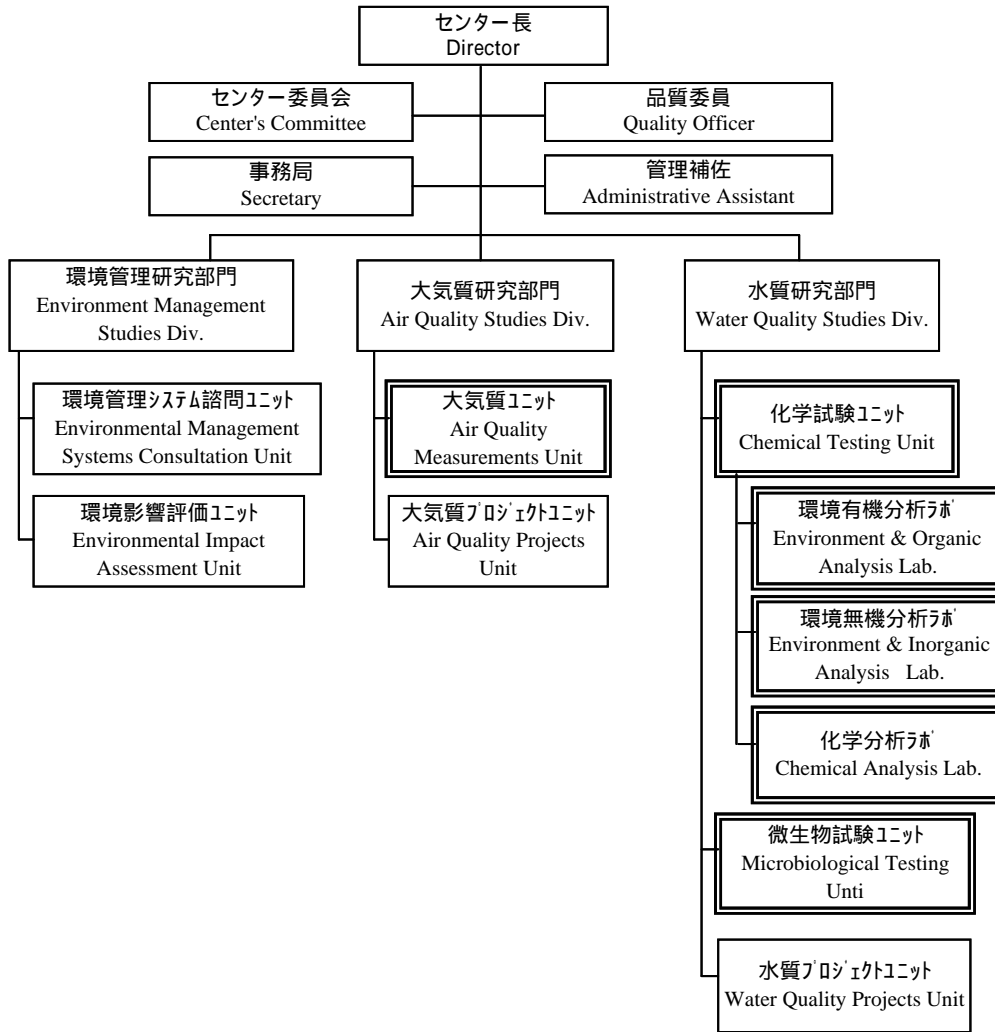 センター長
Director
センター委員会
Center's Committee
品質委員
Quality Officer
事務局
Secretary
管理補佐
Administrative Assistant
環境管理研究部門
Environment Management
Studies Div.
大気質研究部門
Air Quality Studies Div.
水質研究部門
Water Quality Studies Div.
環境管理ｼｽﾃﾑ諮問ﾕﾆｯﾄ
Environmental Management
Systems Consultation Unit
環境影響評価ﾕﾆｯﾄ
Environmental Impact
Assessment Unit
大気質ﾕﾆｯﾄ
Air Quality
Measurements Unit
大気質ﾌﾟﾛｼﾞｪｸﾄﾕﾆｯﾄ
Air Quality Projects
Unit
化学試験ﾕﾆｯﾄ
Chemical Testing Unit
環境有機分析ﾗﾎﾞ
Environment & Organic
Analysis Lab.
環境無機分析ﾗﾎﾞ
Environment & Inorganic
Analysis Lab.
化学分析ﾗﾎﾞ
Chemical Analysis Lab.
微生物試験ﾕﾆｯﾄ
Microbiological Testing
Unti
水質ﾌﾟﾛｼﾞｪｸﾄﾕﾆｯﾄ
Water Quality Projects Unit